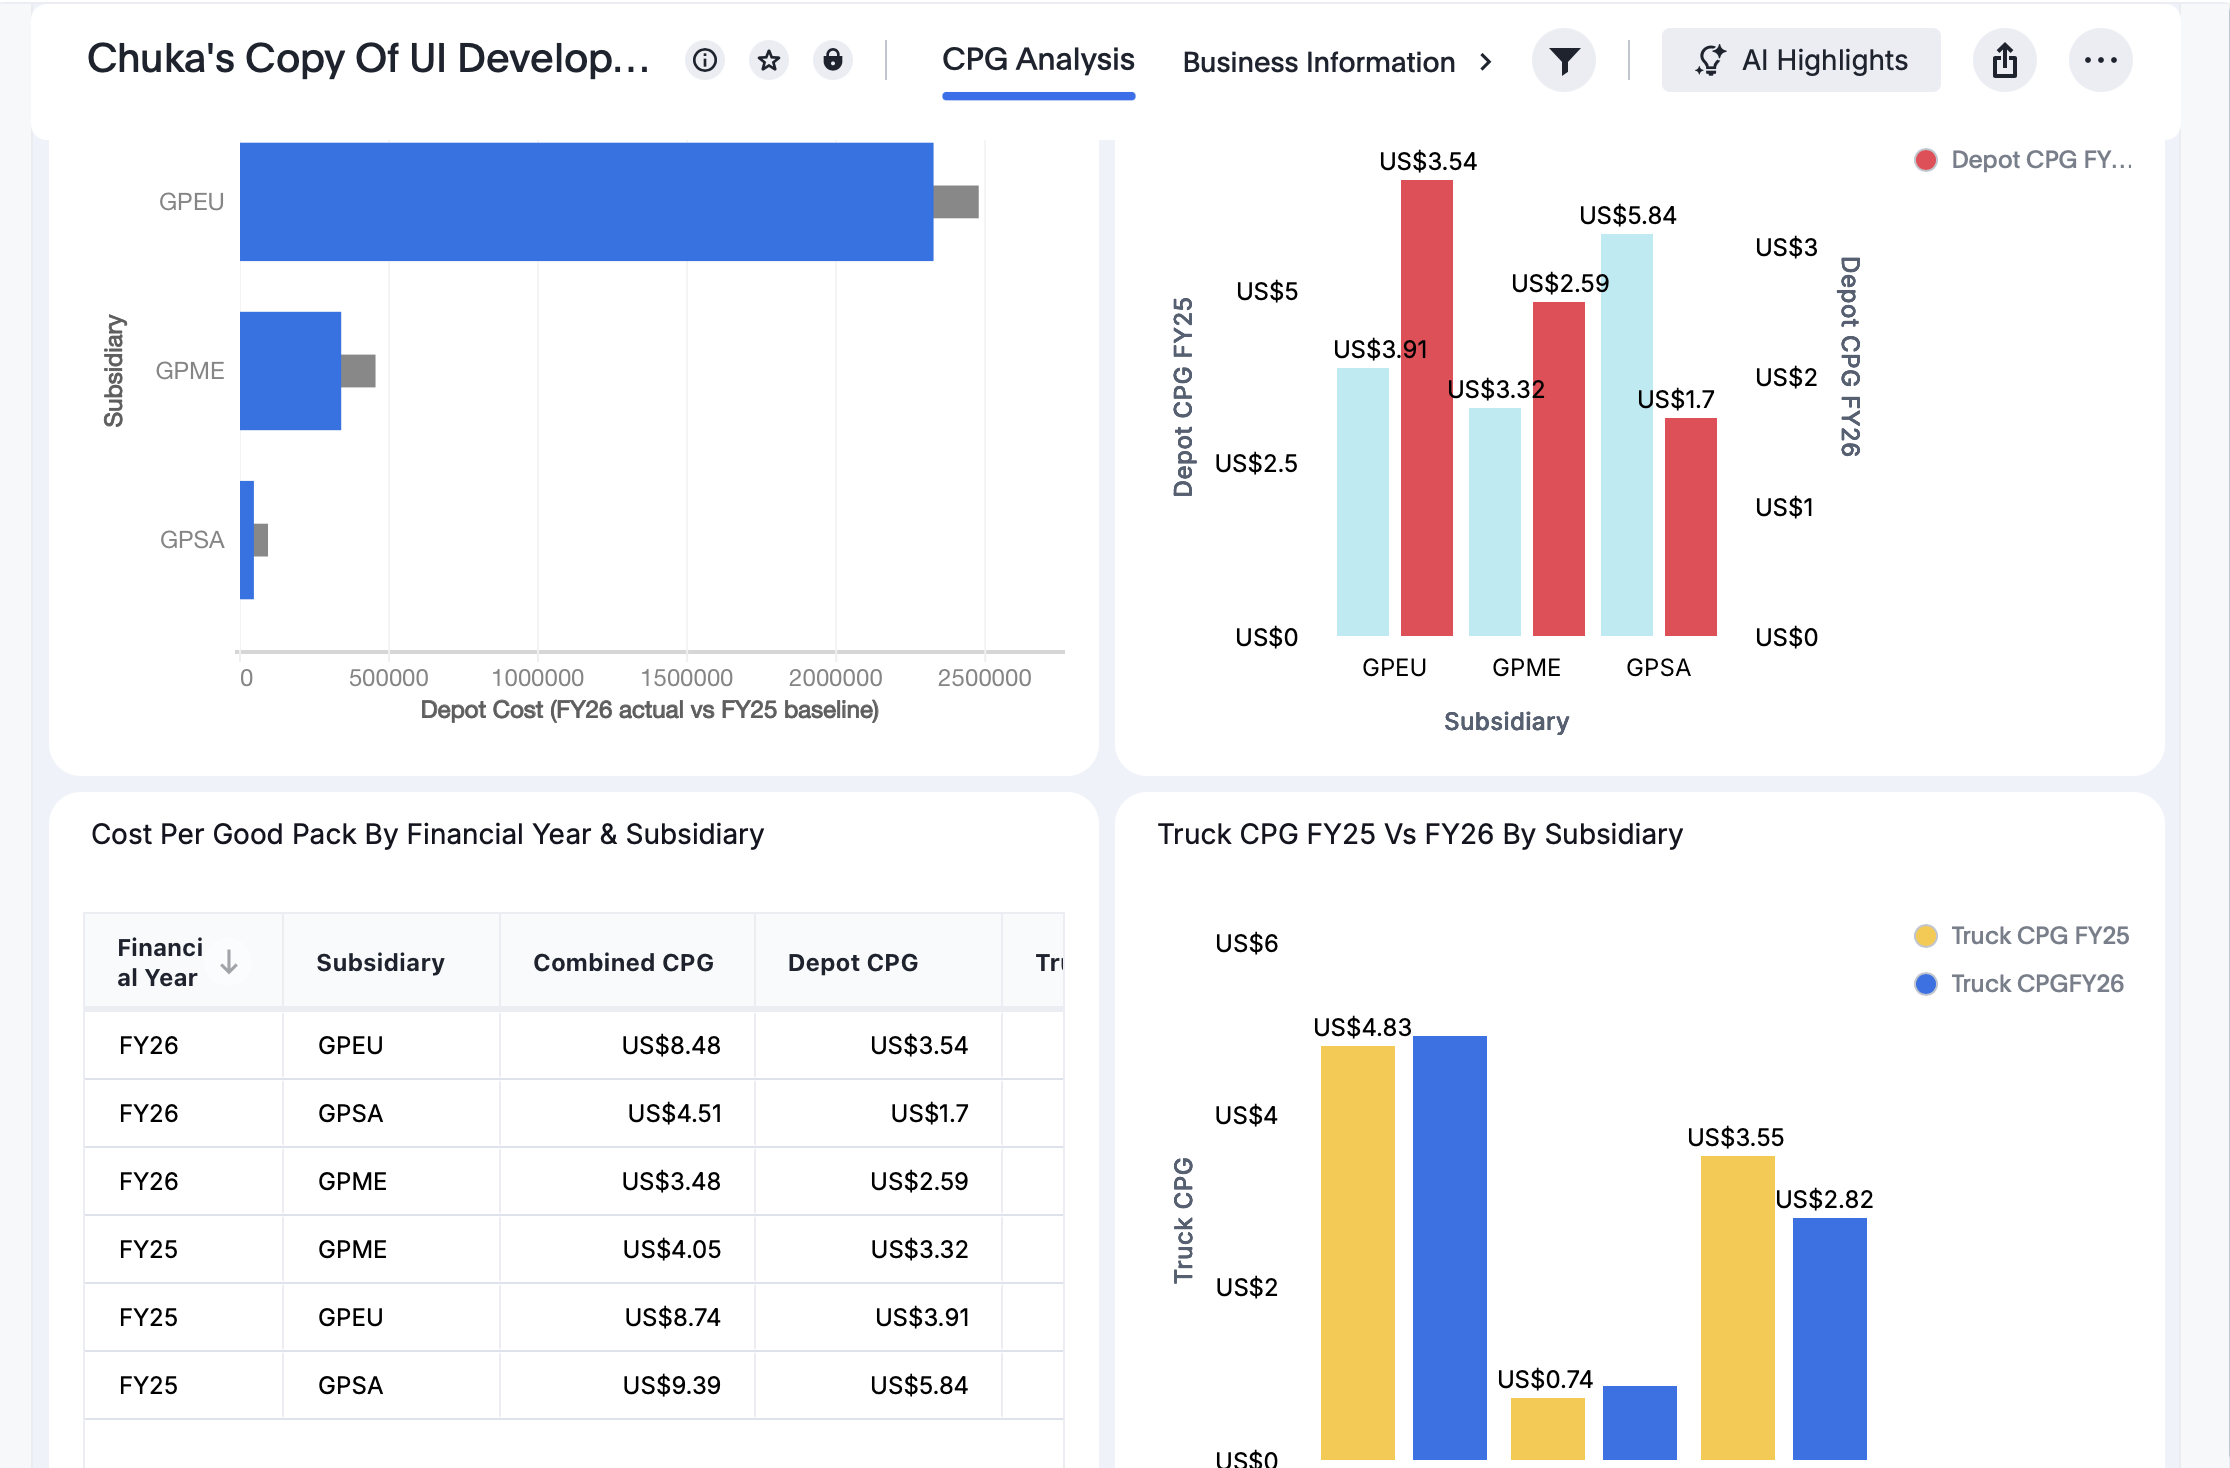 Chuka's Copy Of UI Develop...
CPG Analysis
Business Information
AI Highlights
GPEU
GPME
GPSA
Subsidiary
0
500000
1000000
1500000
2000000
2500000
Depot Cost (FY26 actual vs FY25 baseline)
Depot CPG FY...
US$3.54
US$5.84
US$2.59
US$3.91
US$3.32
US$1.7
US$5
US$2.5
US$0
Depot CPG FY25
US$3
US$2
US$1
US$0
Depot CPG FY26
GPEU
GPME
GPSA
Subsidiary
Cost Per Good Pack By Financial Year & Subsidiary
Financi
al Year
Subsidiary
Combined CPG
Depot CPG
FY26 GPEU US$8.48 US$3.54
FY26 GPSA US$4.51 US$1.7
FY26 GPME US$3.48 US$2.59
FY25 GPME US$4.05 US$3.32
FY25 GPEU US$8.74 US$3.91
FY25 GPSA US$9.39 US$5.84
Truck CPG FY25 Vs FY26 By Subsidiary
Truck CPG FY25
Truck CPGFY26
US$6
US$4
US$2
US$0
Truck CPG
US$4.83
US$0.74
US$3.55
US$2.82